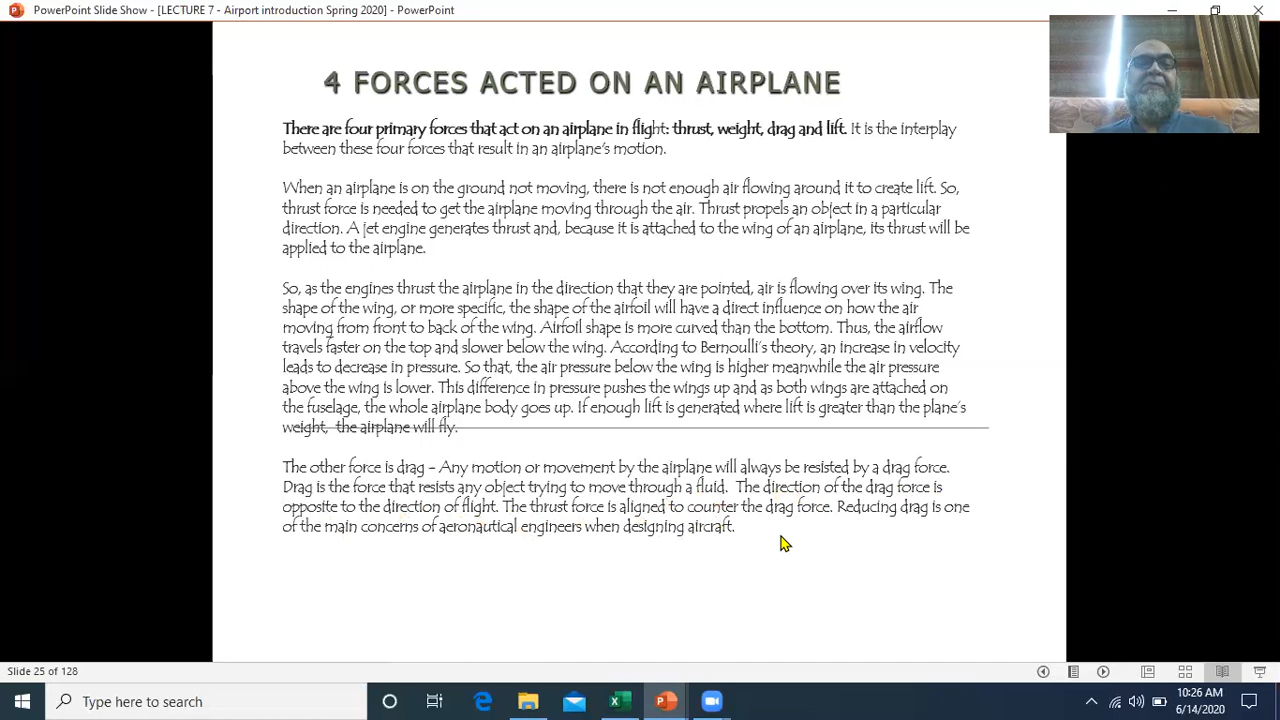 PowerPoint Slide Show - [LECTURE 7 - Airport introduction Spring 2020] - PowerPoint
4 FORCES ACTED ON AN AIRPLANE
There are four primary forces that act on an airplane in flight: thrust, weight, drag and lift. It is the interplay
between these four forces that result in an airplane's motion.
When an airplane is on the ground not moving, there is not enough air flowing around it to create lift. So,
thrust force is needed to get the airplane moving through the air. Thrust propels an object in a particular
direction. A jet engine generates thrust and, because it is attached to the wing of an airplane, its thrust will be
applied to the airplane.
So, as the engines thrust the airplane in the direction that they are pointed, air is flowing over its wing. The
shape of the wing, or more specific, the shape of the airfoil will have a direct influence on how the air
moving from front to back of the wing. Airfoil shape is more curved than the bottom. Thus, the airflow
travels faster on the top and slower below the wing. According to Bernoulli's theory, an increase in velocity
leads to decrease in pressure. So that, the air pressure below the wing is higher meanwhile the air pressure
above the wing is lower. This difference in pressure pushes the wings up and as both wings are attached on
the fuselage, the whole airplane body goes up. If enough lift is generated where lift is greater than the plane's
weight, the airplane will fly.
The other force is drag - Any motion or movement by the airplane will always be resisted by a drag force.
Drag is the force that resists any object trying to move through a fluid. The direction of the drag force is
opposite to the direction of flight. The thrust force is aligned to counter the drag force. Reducing drag is one
of the main concerns of aeronautical engineers when designing aircraft.
Slide 25 of 128
Type here to search
10:26 AM
6/14/2020